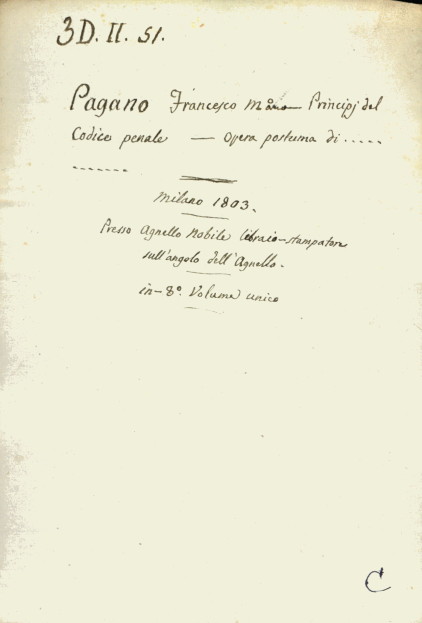 3D. II. 51.
Pagano Francesco Mario — Principj del
Codice penale — opera postuma di .....
.......
Milano 1803.
Presso Agnello Nobile libraio-stampatore
sull'angolo dell'Agnello.
in-8º. Volume unico
C